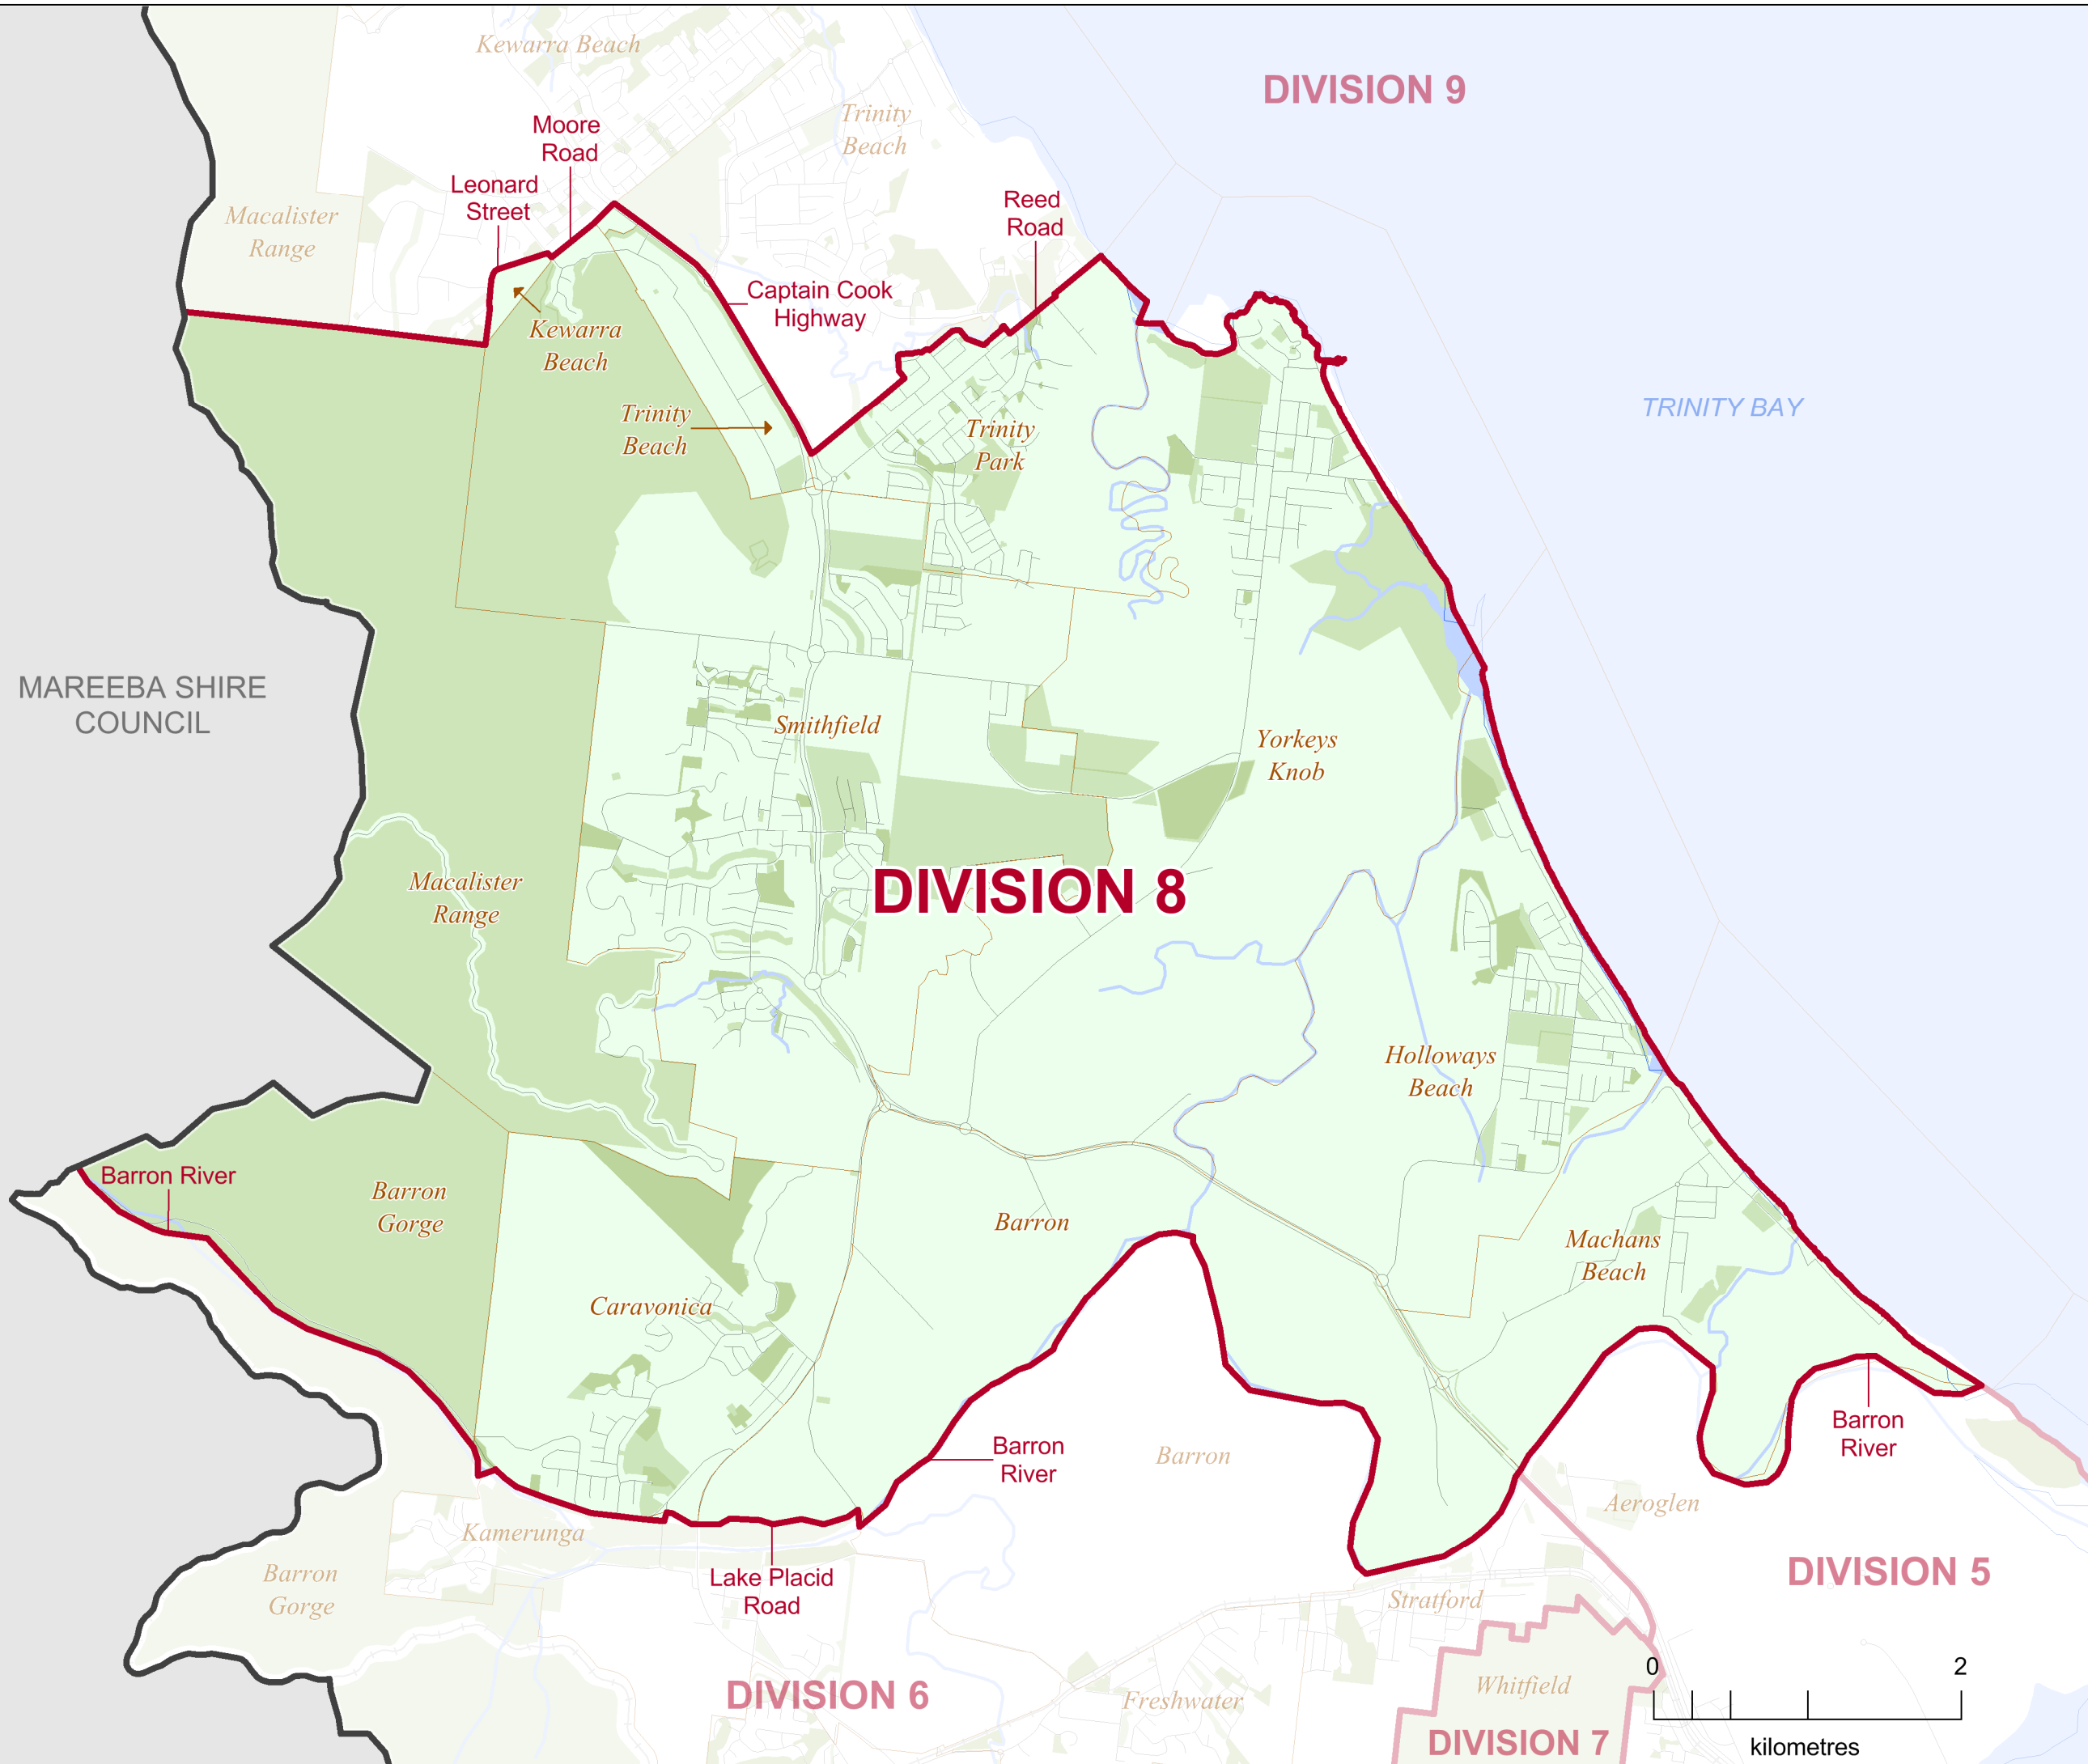 Kewarra Beach
DIVISION 9
Trinity
Beach
Moore
Road
Leonard
Street
Reed
Road
Macalister
Range
Captain Cook
Highway
Kewarra
Beach
TRINITY BAY
Trinity
Beach
Trinity
Park
MAREEBA SHIRE
COUNCIL
Smithfield
Yorkeys
Knob
Macalister
Range
DIVISION 8
Holloways
Beach
Barron River
Barron
Gorge
Barron
Machans
Beach
Caravonica
Barron
River
Barron
River
Barron
Aeroglen
Kamerunga
Lake Placid
Road
Barron
Gorge
DIVISION 5
Stratford
DIVISION 6
Freshwater
Whitfield
DIVISION 7
0 2
kilometres